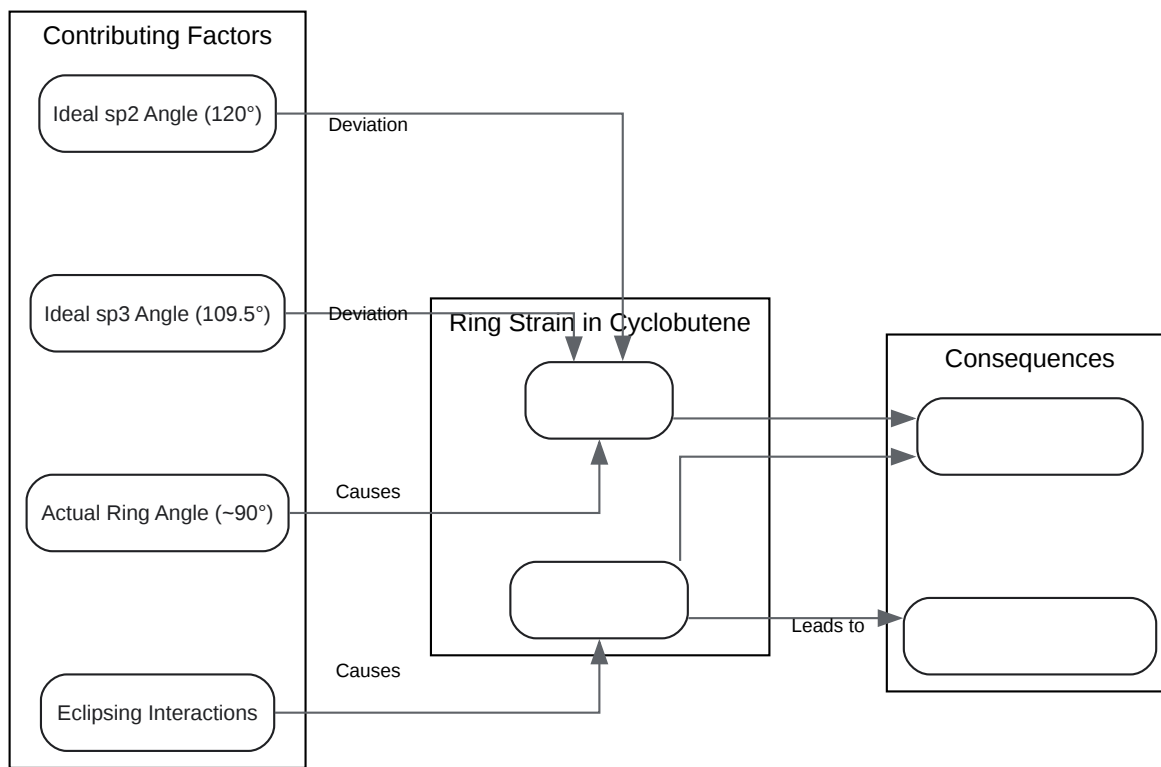 Contributing Factors
Ideal sp2 Angle (120°)
Deviation
Ideal sp3 Angle (109.5°)
Deviation
Ring Strain in Cyclobutene
Consequences
Actual Ring Angle (~90°)
Causes
Leads to
Causes
Eclipsing Interactions